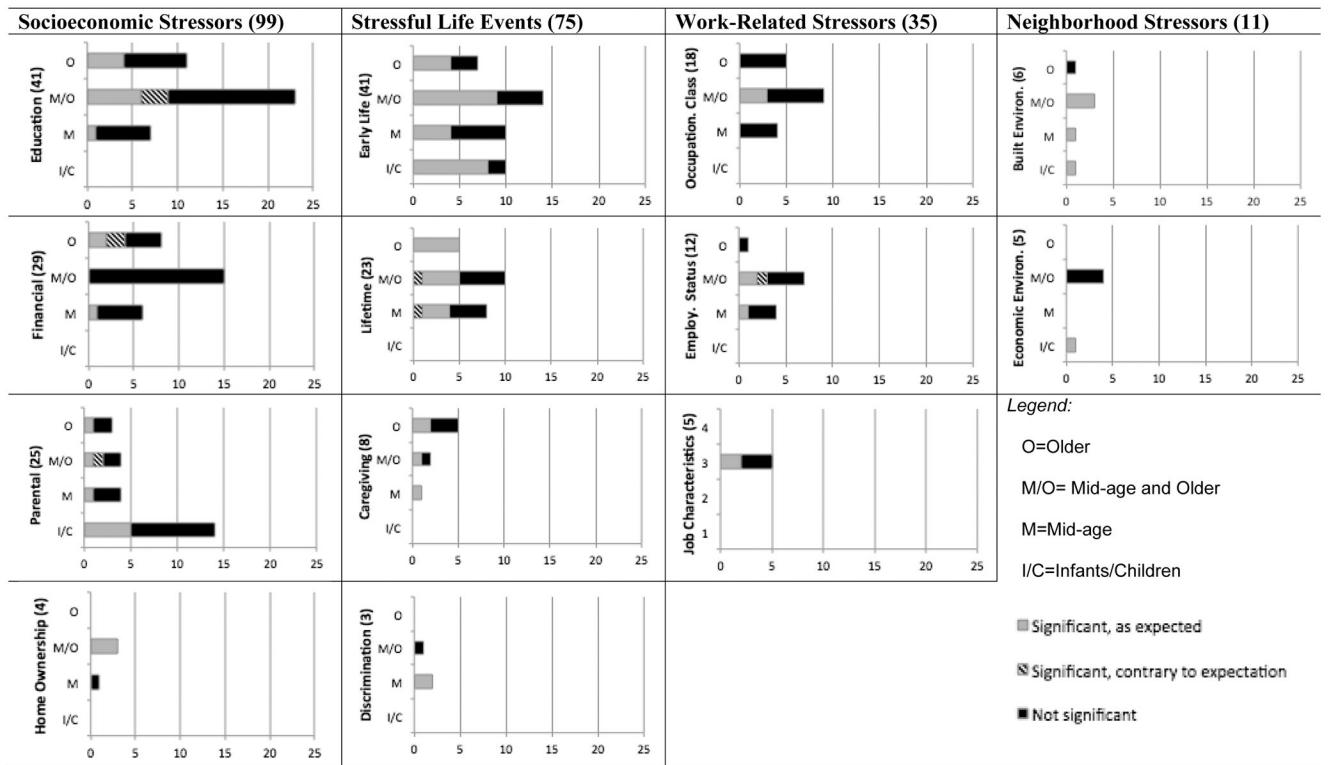 Socioeconomic Stressors (99)
Stressful Life Events (75)
Work-Related Stressors (35)
Neighborhood Stressors (11)
Education (41)
O
M/O
M
I/C
0 5 10 15 20 25
Early Life (41)
O
M/O
M
I/C
0 5 10 15 20 25
Occupation. Class (18)
O
M/O
M
I/C
0 5 10 15 20 25
Built Environ. (6)
O
M/O
M
I/C
0 5 10 15 20 25
Financial (29)
O
M/O
M
I/C
0 5 10 15 20 25
Lifetime (23)
O
M/O
M
I/C
0 5 10 15 20 25
Employ. Status (12)
O
M/O
M
I/C
0 5 10 15 20 25
Economic Environ. (5)
O
M/O
M
I/C
0 5 10 15 20 25
Parental (25)
O
M/O
M
I/C
0 5 10 15 20 25
Caregiving (8)
O
M/O
M
I/C
0 5 10 15 20 25
Job Characteristics (5)
4
3
2
1
0 5 10 15 20 25
Legend:
O=Older
M/O= Mid-age and Older
M=Mid-age
I/C=Infants/Children
Significant, as expected
Significant, contrary to expectation
Not significant
Home Ownership (4)
O
M/O
M
I/C
0 5 10 15 20 25
Discrimination (3)
O
M/O
M
I/C
0 5 10 15 20 25